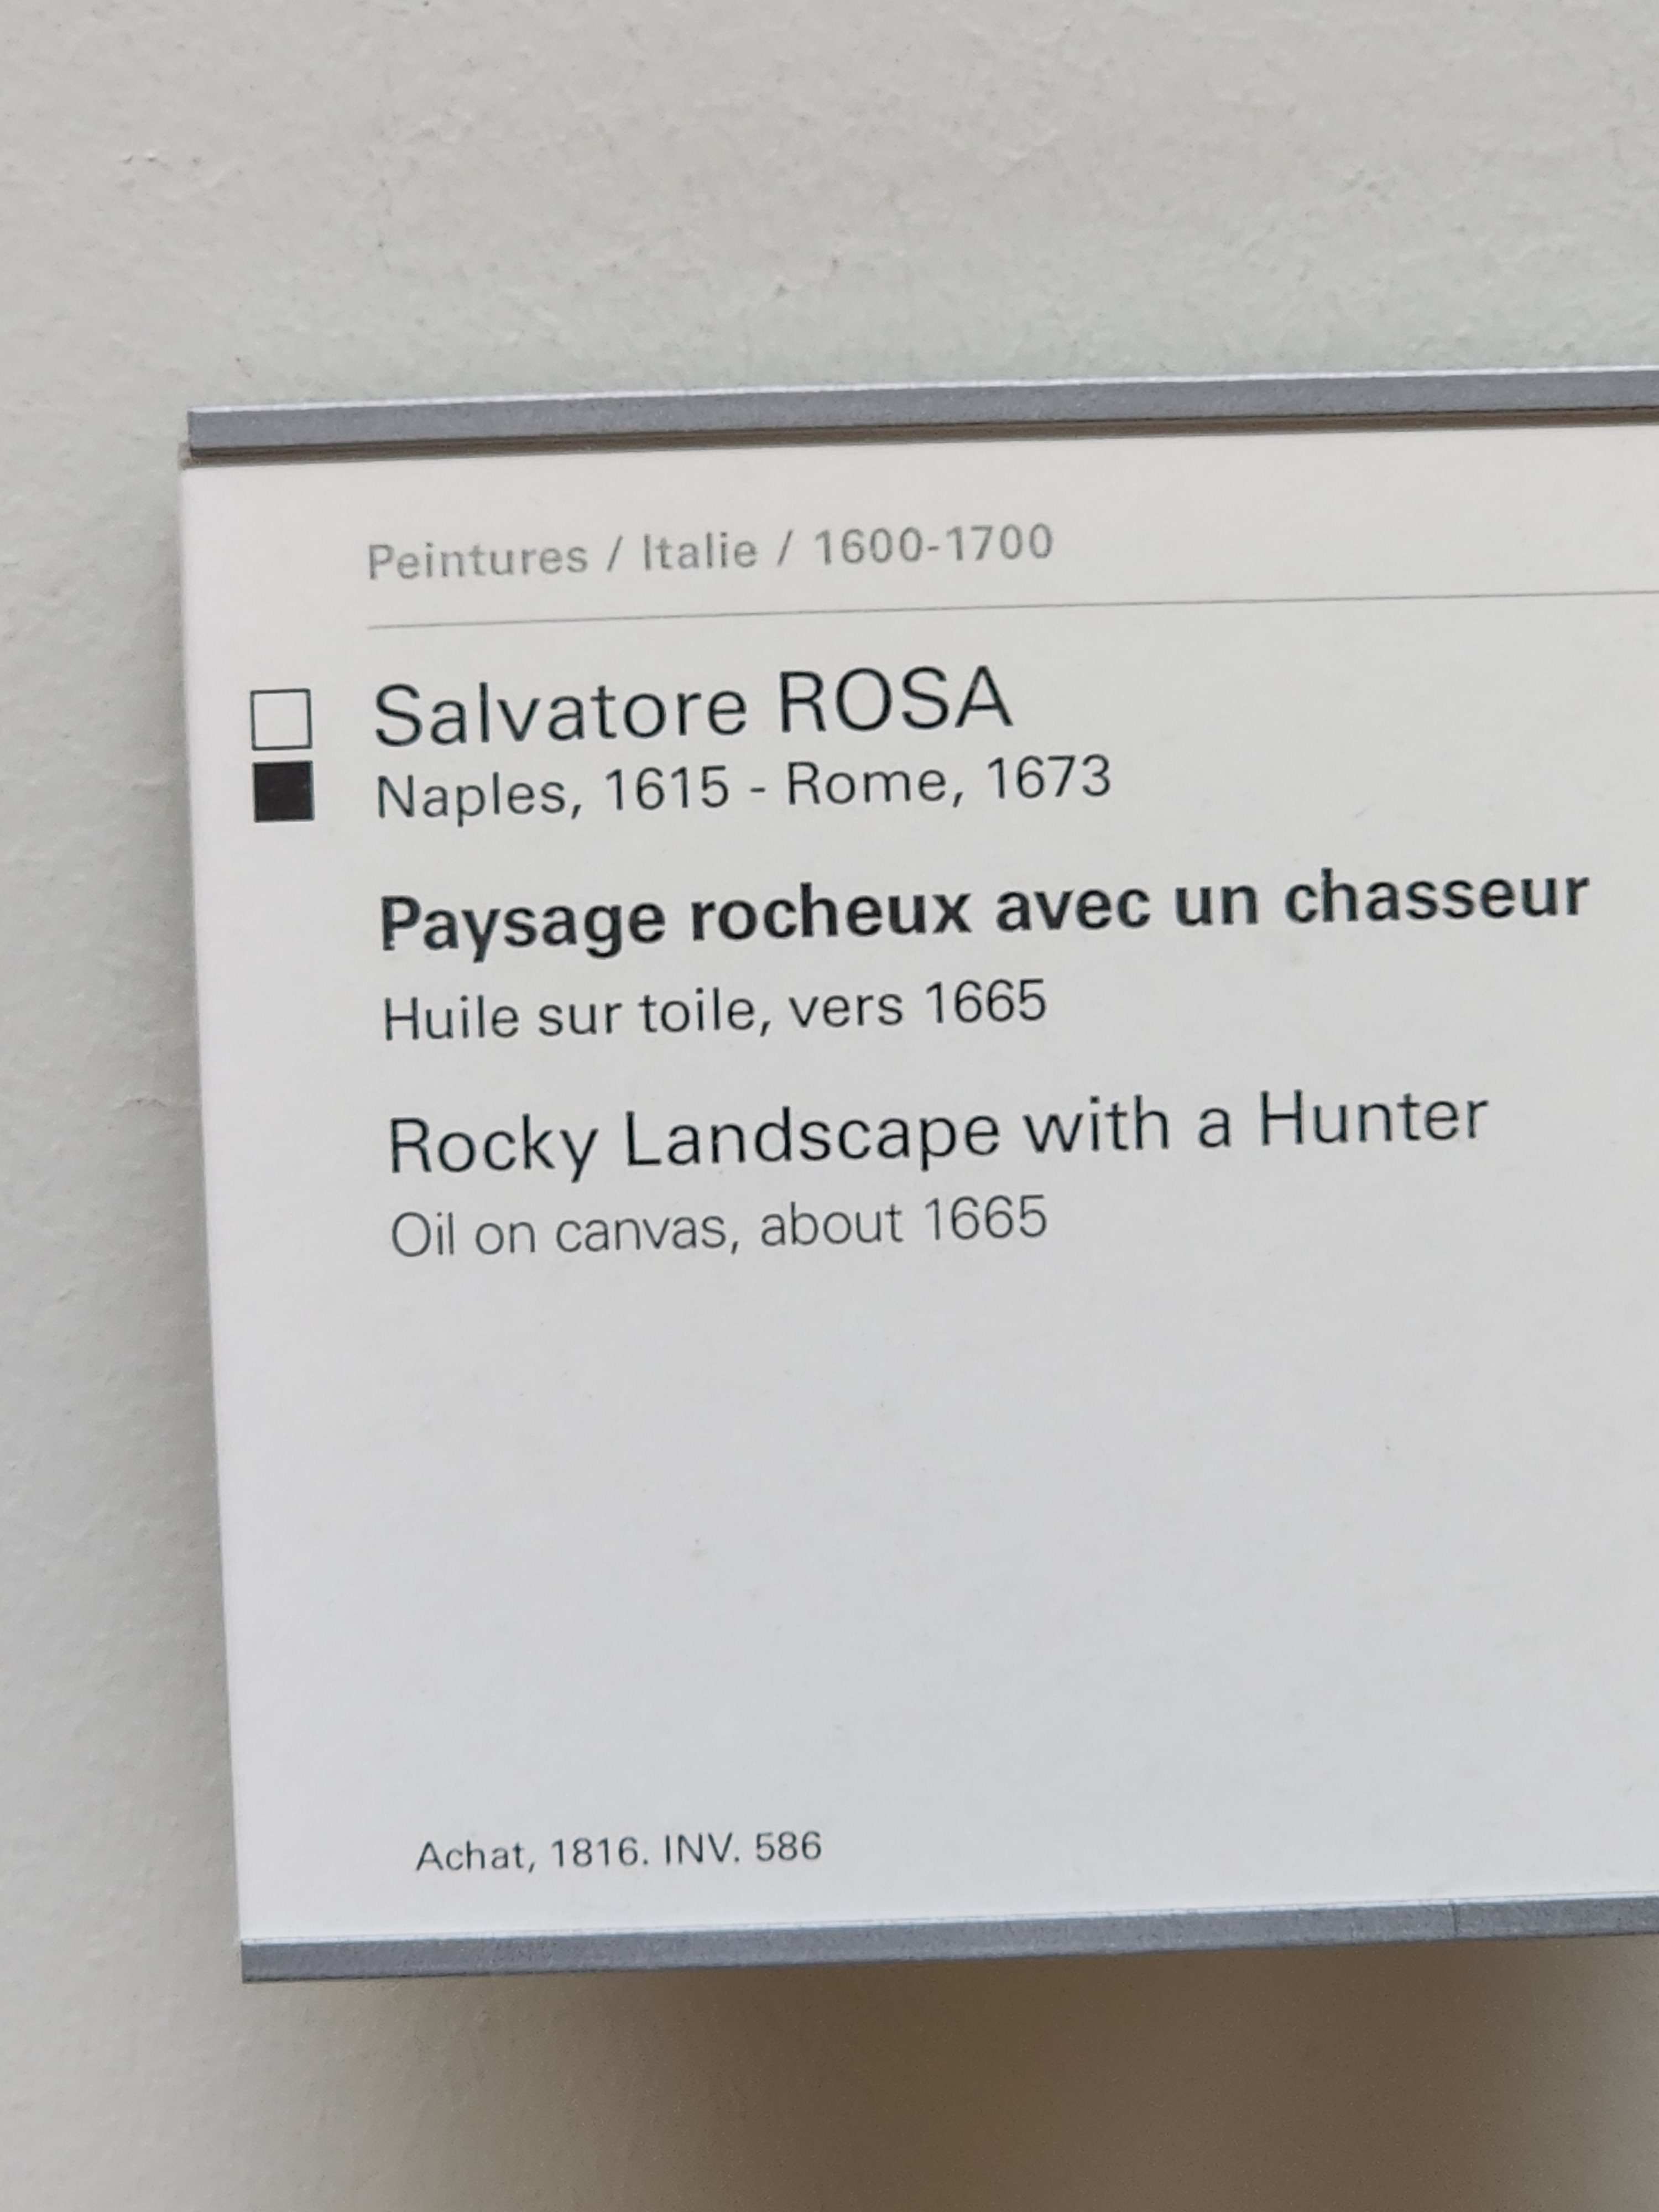 Peintures / Italie / 1600-1700
Salvatore ROSA
Naples, 1615 - Rome, 1673
Paysage rocheux avec un chasseur
Huile sur toile, vers 1665
Rocky Landscape with a Hunter
Oil on canvas, about 1665
Achat, 1816. INV. 586